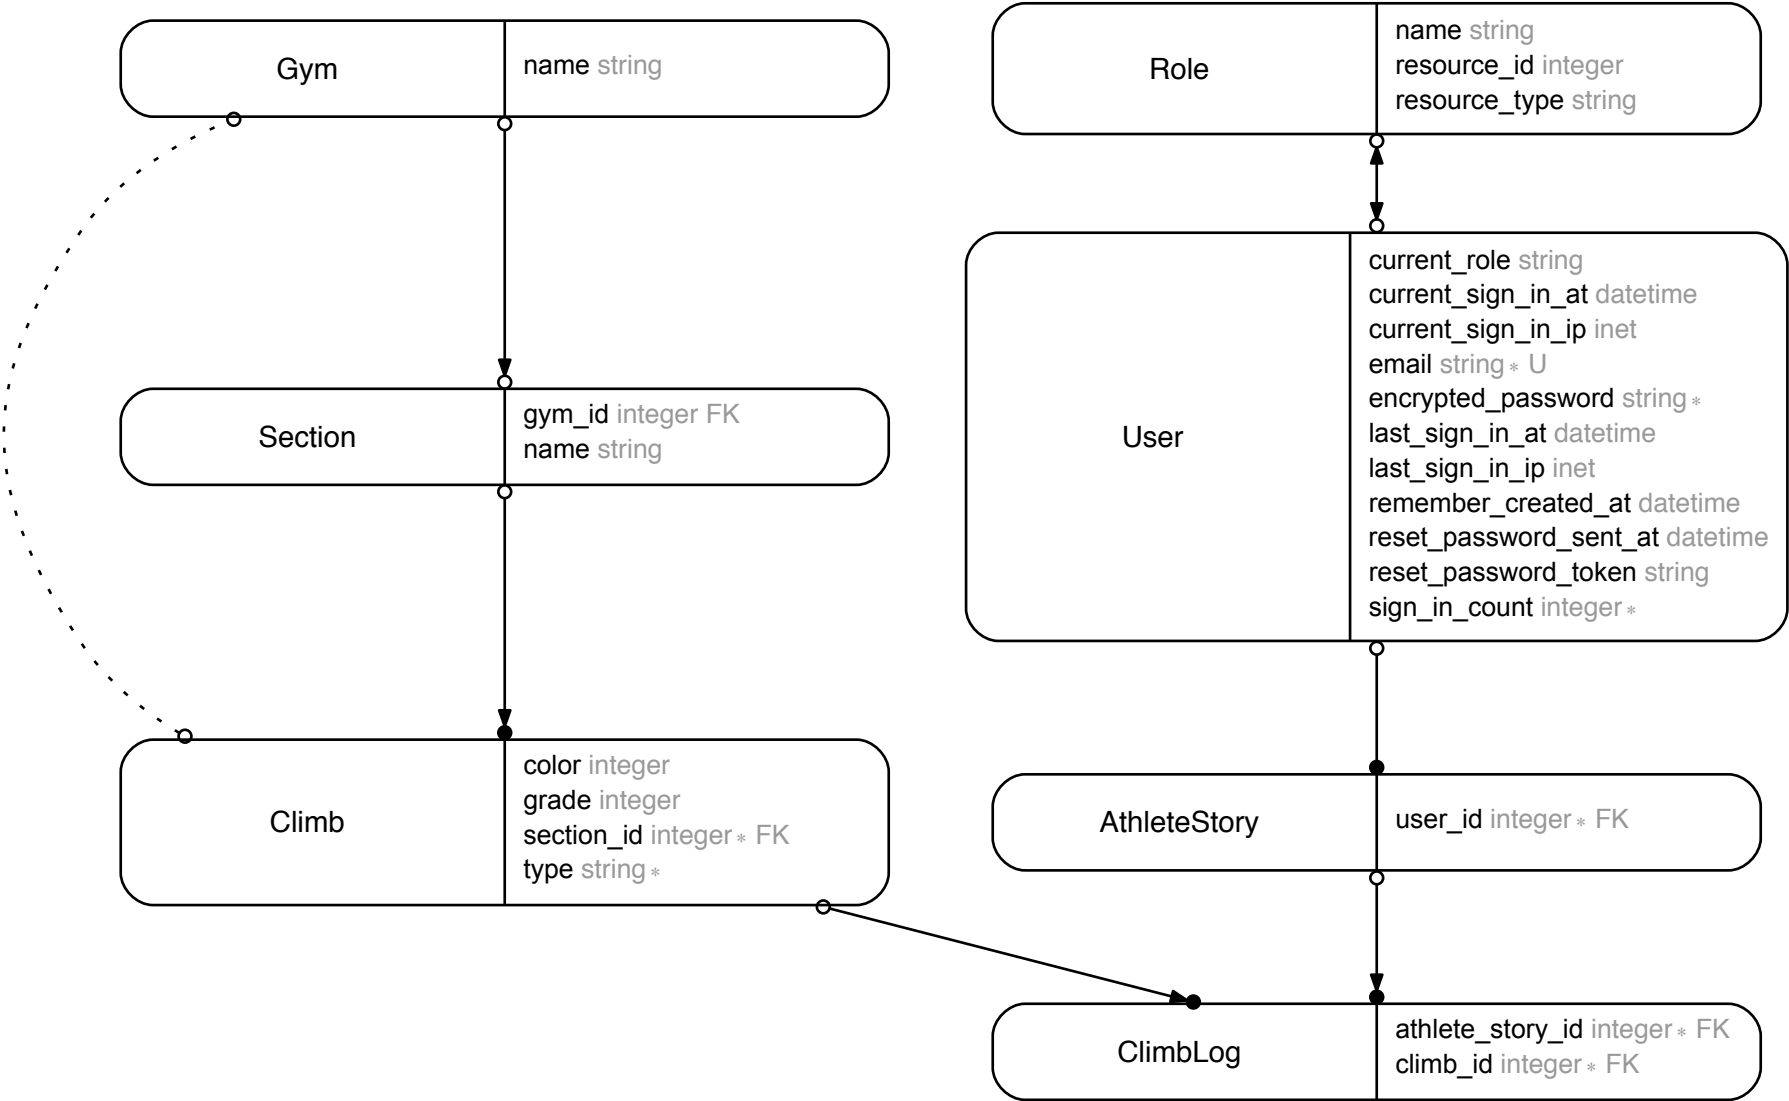 Gym
name string
Role
name string
resource_id integer
resource_type string
Section
gym_id integer FK
name string
User
current_role string
current_sign_in_at datetime
current_sign_in_ip inet
email string * U
encrypted_password string *
last_sign_in_at datetime
last_sign_in_ip inet
remember_created_at datetime
reset_password_sent_at datetime
reset_password_token string
sign_in_count integer *
Climb
color integer
grade integer
section_id integer * FK
type string *
AthleteStory
user_id integer * FK
ClimbLog
athlete_story_id integer * FK
climb_id integer * FK